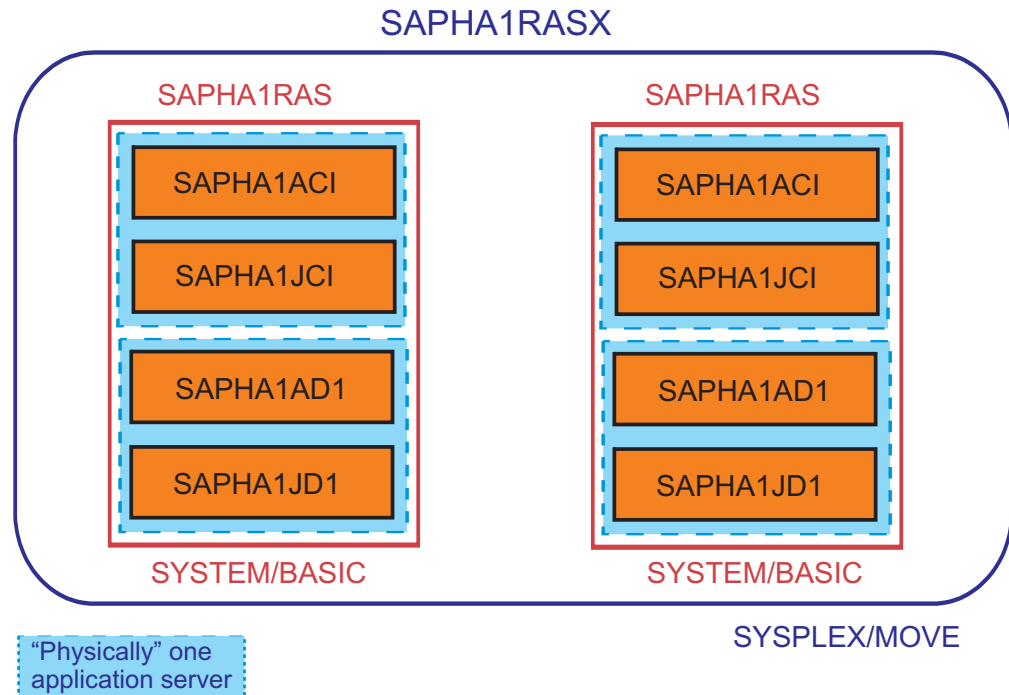 SAPHA1RASX
SAPHA1RAS
SAPHA1ACI
SAPHA1JCI
SAPHA1AD1
SAPHA1JD1
SYSTEM/BASIC
SAPHA1RAS
SAPHA1ACI
SAPHA1JCI
SAPHA1AD1
SAPHA1JD1
SYSTEM/BASIC
SYSPLEX/MOVE
“Physically” one
application server